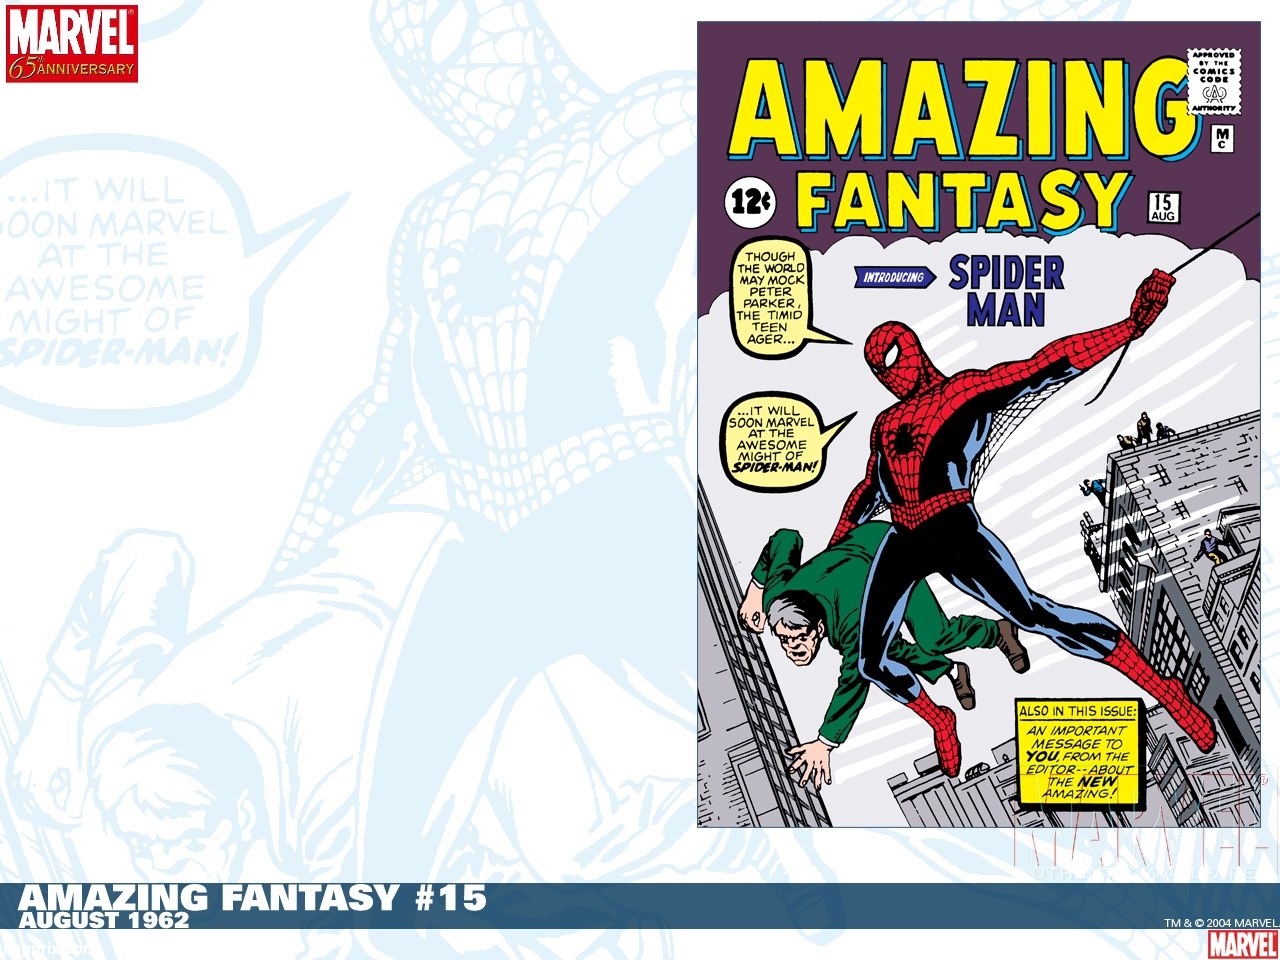 MARVEL
65th ANNIVERSARY
...IT WILL
SOON MARVEL
AT THE
AWESOME
MIGHT OF
SPIDER-MAN!
AMAZING
FANTASY
APPROVED
BY THE
COMICS
CODE
AUTHORITY
M
C
12¢
15
AUG
INTRODUCING
SPIDER
MAN
THOUGH
THE WORLD
MAY MOCK
PETER
PARKER,
THE TIMID
TEEN
AGER...
...IT WILL
SOON MARVEL
AT THE
AWESOME
MIGHT OF
SPIDER-MAN!
ALSO IN THIS ISSUE:
AN IMPORTANT
MESSAGE TO
YOU, FROM THE
EDITOR--ABOUT
THE NEW
AMAZING!
MARVEL®
AMAZING FANTASY #15
AUGUST 1962
TM & © 2004 MARVEL.
MARVEL